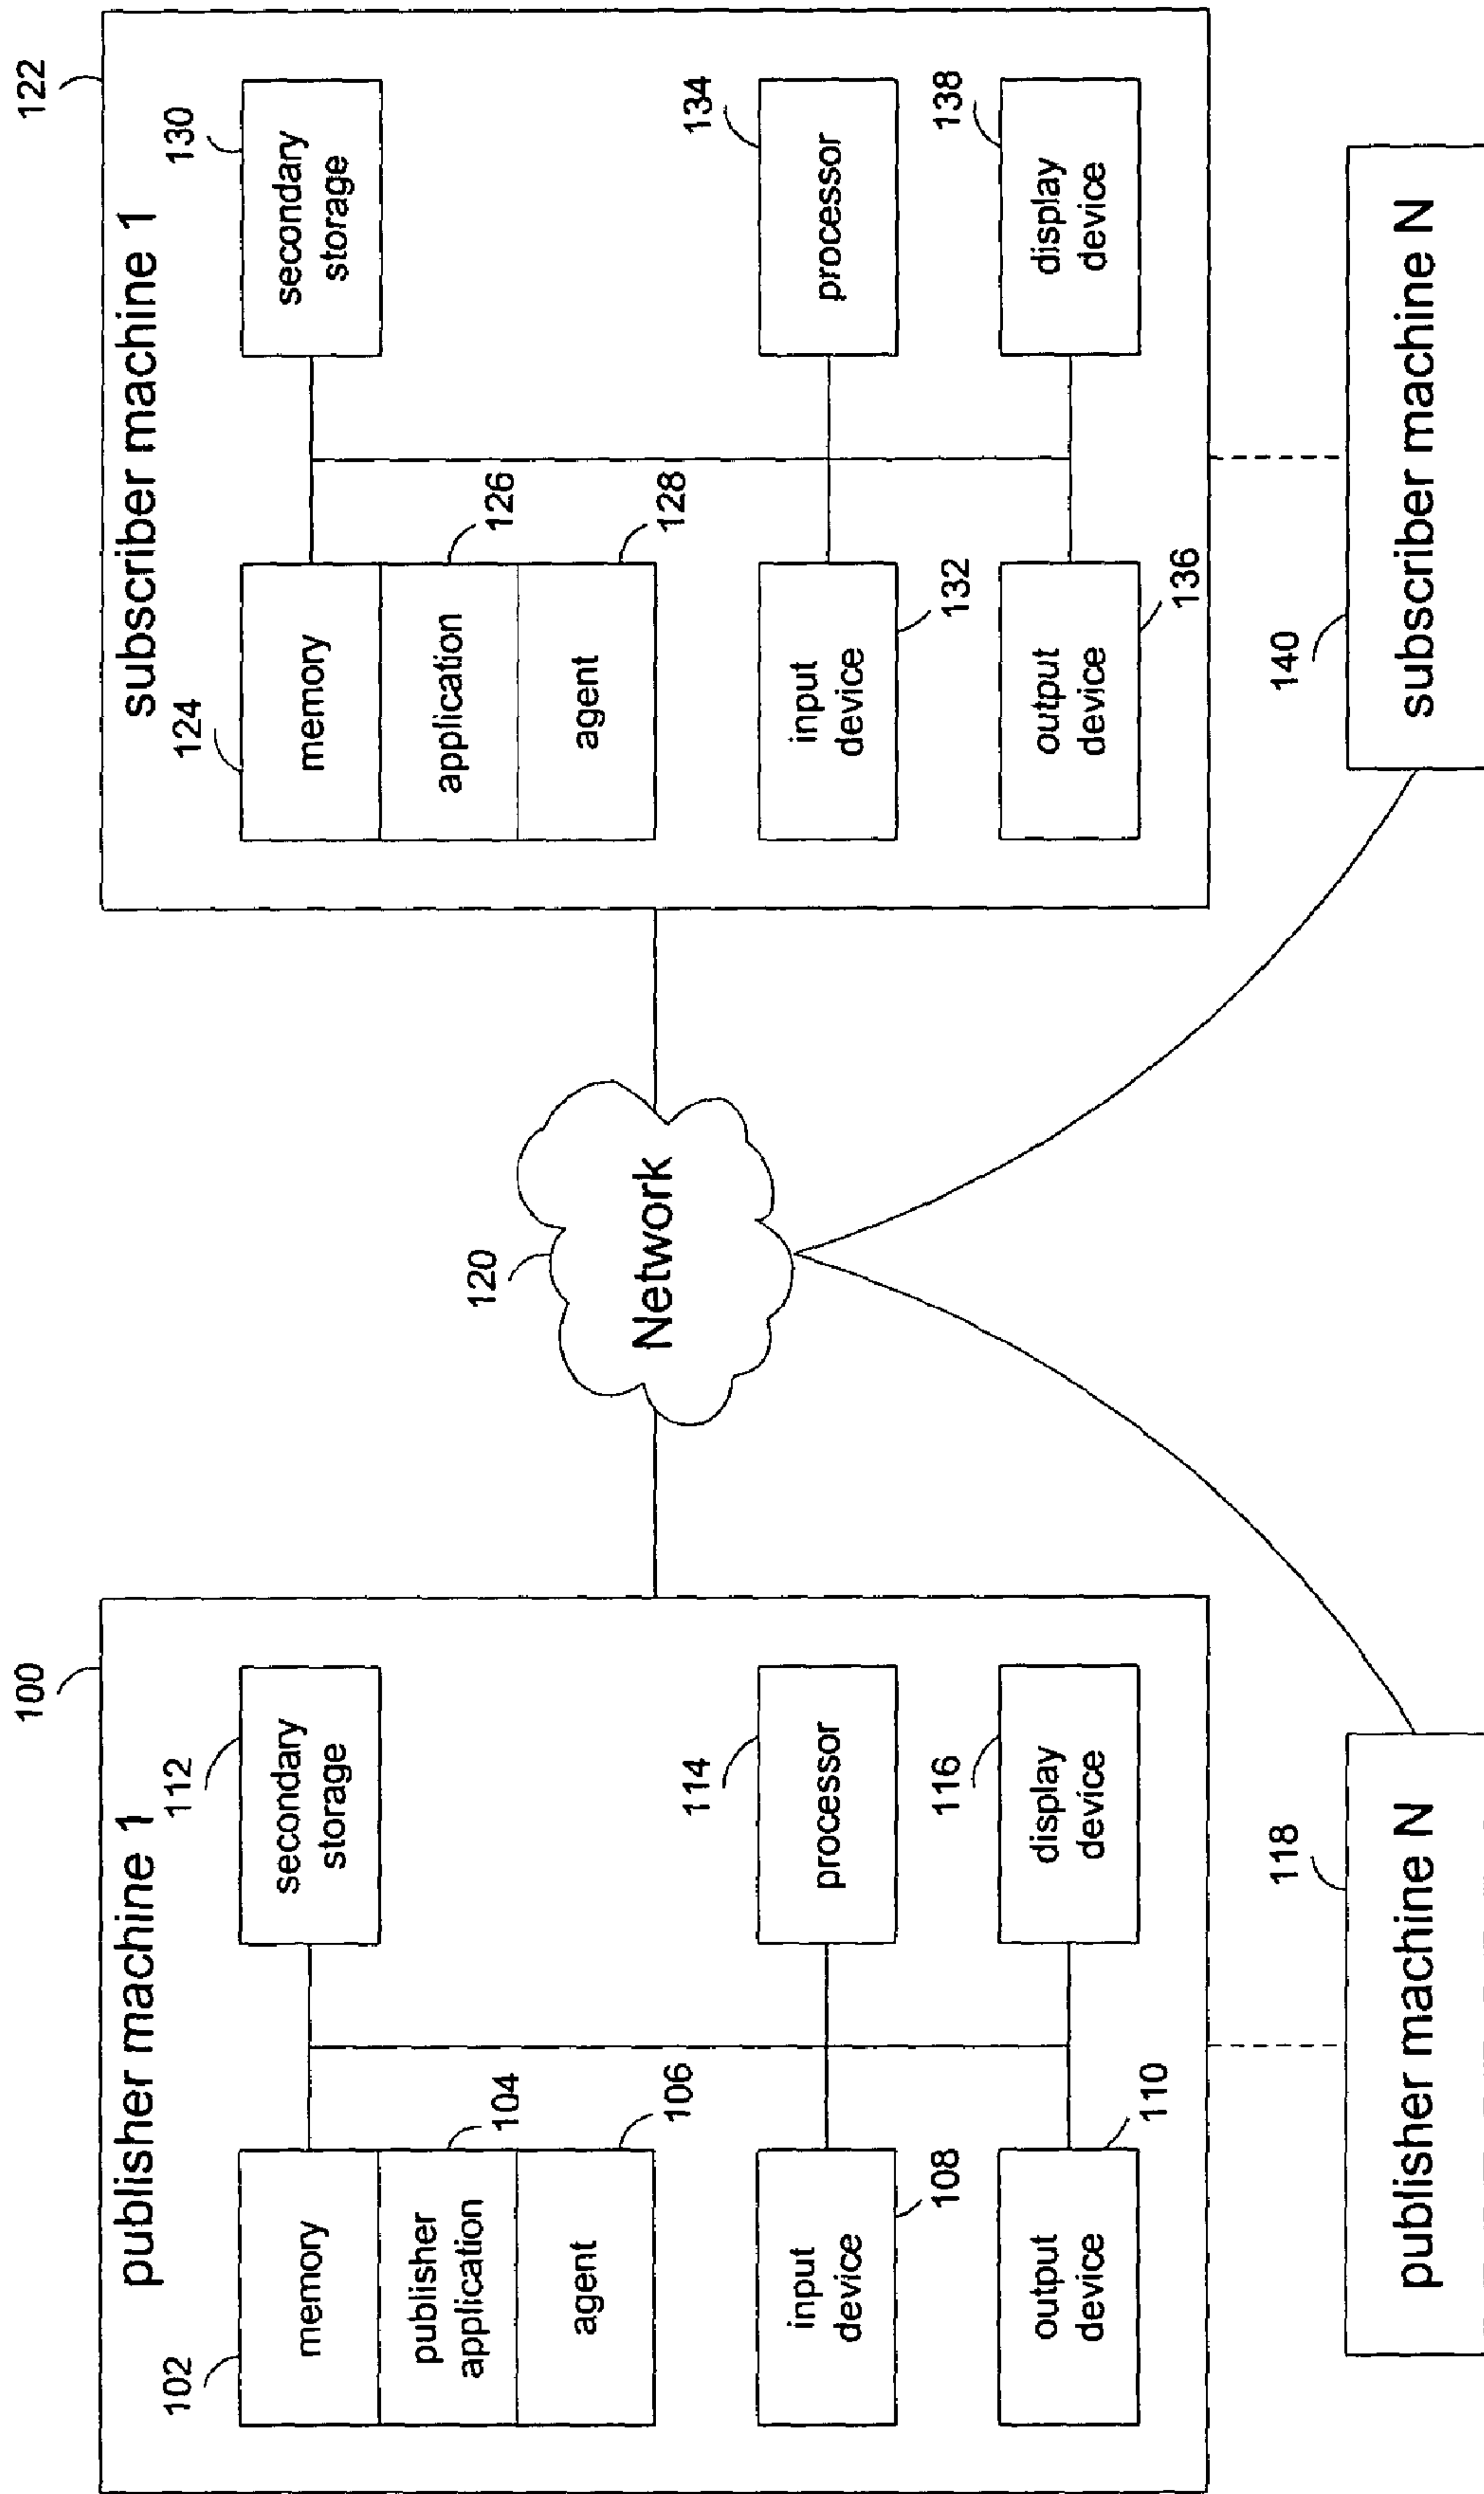 100
publisher machine 1
102
memory
104
publisher
application
106
agent
112
secondary
storage
108
input
device
114
processor
110
output
device
116
display
device
118
publisher machine N
120
Network
122
subscriber machine 1
124
memory
126
application
128
agent
130
secondary
storage
132
input
device
134
processor
136
output
device
138
display
device
140
subscriber machine N